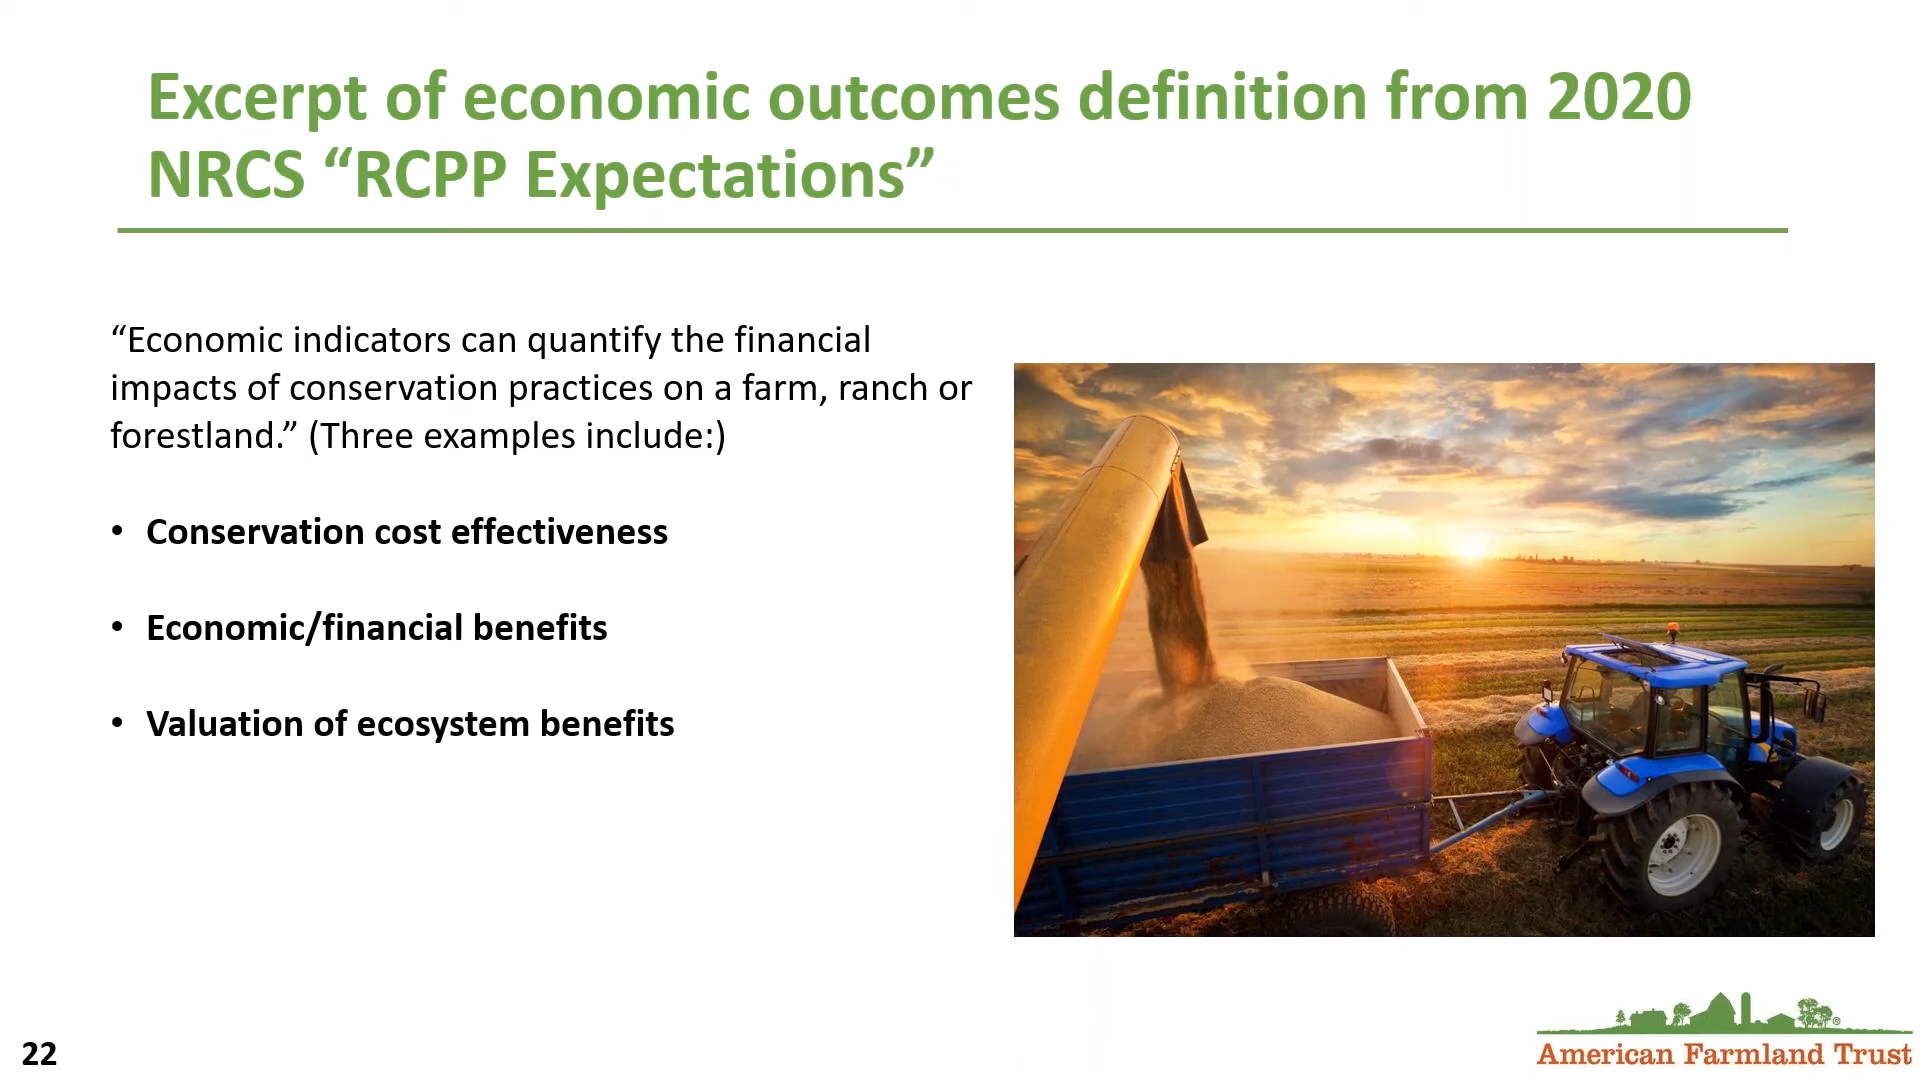 Excerpt of economic outcomes definition from 2020
NRCS “RCPP Expectations”
“Economic indicators can quantify the financial
impacts of conservation practices on a farm, ranch or
forestland.” (Three examples include:)
• Conservation cost effectiveness
• Economic/financial benefits
• Valuation of ecosystem benefits
22
®
American Farmland Trust